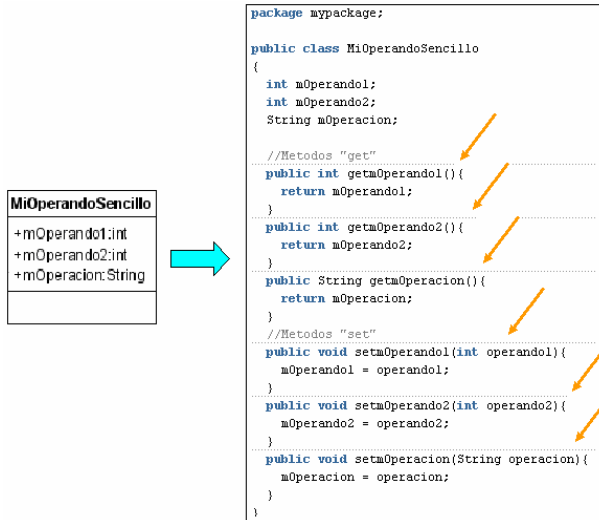 MiOperandoSencillo
+mOperando1:int
+mOperando2:int
+mOperacion:String
package mypackage;
public class MiOperandoSencillo
{
int mOperando1;
int mOperando2;
String mOperacion;
//Metodos "get"
public int getmOperando1(){
return mOperando1;
}
public int getmOperando2(){
return mOperando2;
}
public String getmOperacion(){
return mOperacion;
}
//Metodos "set"
public void setmOperando1(int operando1){
mOperando1 = operando1;
}
public void setmOperando2(int operando2){
mOperando2 = operando2;
}
public void setmOperacion(String operacion){
mOperacion = operacion;
}
}